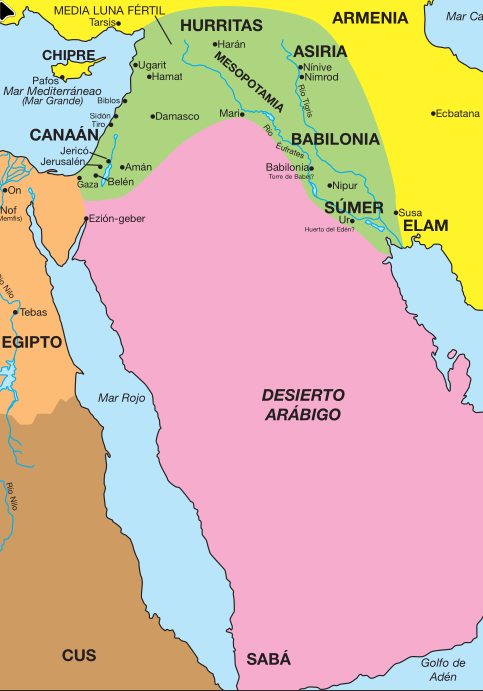 MEDIA LUNA FÉRTIL
Tarsis
HURRITAS
ARMENIA
Mar Ca
Harán
CHIPRE
Pafos
Ugarit
Hamat
MESOPOTAMIA
ASIRIA
Nínive
Nimrod
Mar Mediterráneo
(Mar Grande)
Biblos
Sidón
Tiro
Damasco
Mari
Río Tigris
Ecbatana
CANAÁN
Río
Eufrates
BABILONIA
Jericó
Jerusalén
Amán
Gaza
Belén
Babilonia
Torre de Babel?
Nipur
On
Nof
Memfis)
Ezión-geber
SÚMER
Ur
Huerto del Edén?
Susa
ELAM
ío Nilo
Tebas
EGIPTO
Mar Rojo
DESIERTO
ARÁBIGO
Río Nilo
CUS
SABÁ
Golfo de
Adén